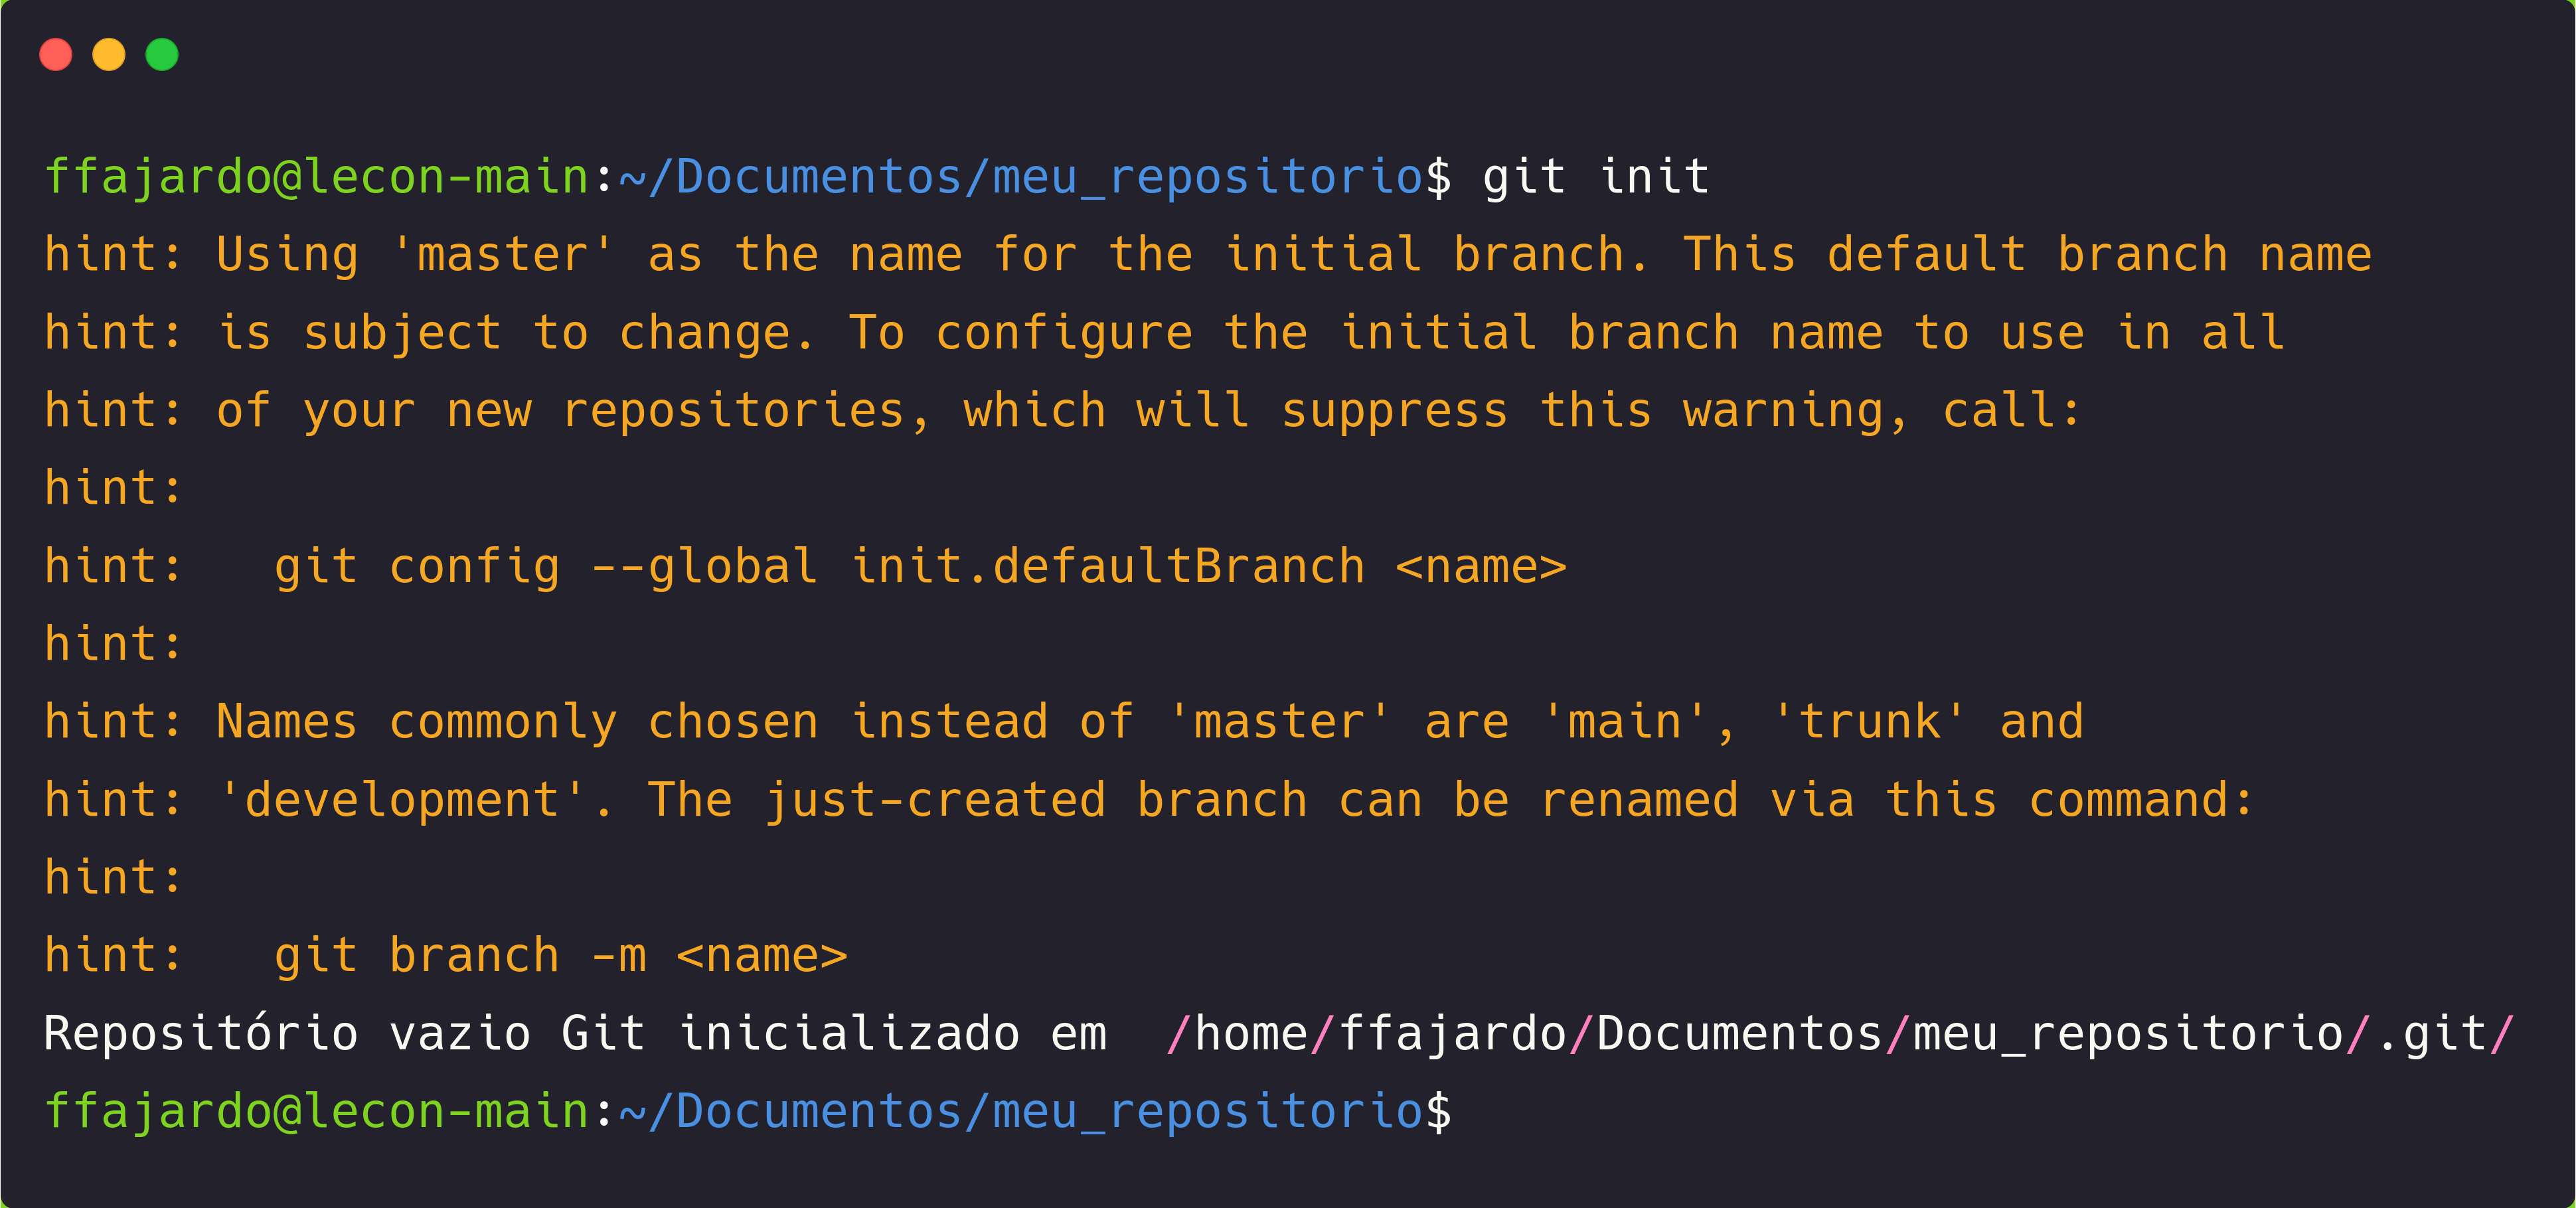 ffajardo@lecon-main:~/Documentos/meu_repositorio$ git init
hint: Using 'master' as the name for the initial branch. This default branch name
hint: is subject to change. To configure the initial branch name to use in all
hint: of your new repositories, which will suppress this warning, call:
hint:
hint:   git config --global init.defaultBranch <name>
hint:
hint: Names commonly chosen instead of 'master' are 'main', 'trunk' and
hint: 'development'. The just-created branch can be renamed via this command:
hint:
hint:   git branch -m <name>
Repositório vazio Git inicializado em  /home/ffajardo/Documentos/meu_repositorio/.git/
ffajardo@lecon-main:~/Documentos/meu_repositorio$